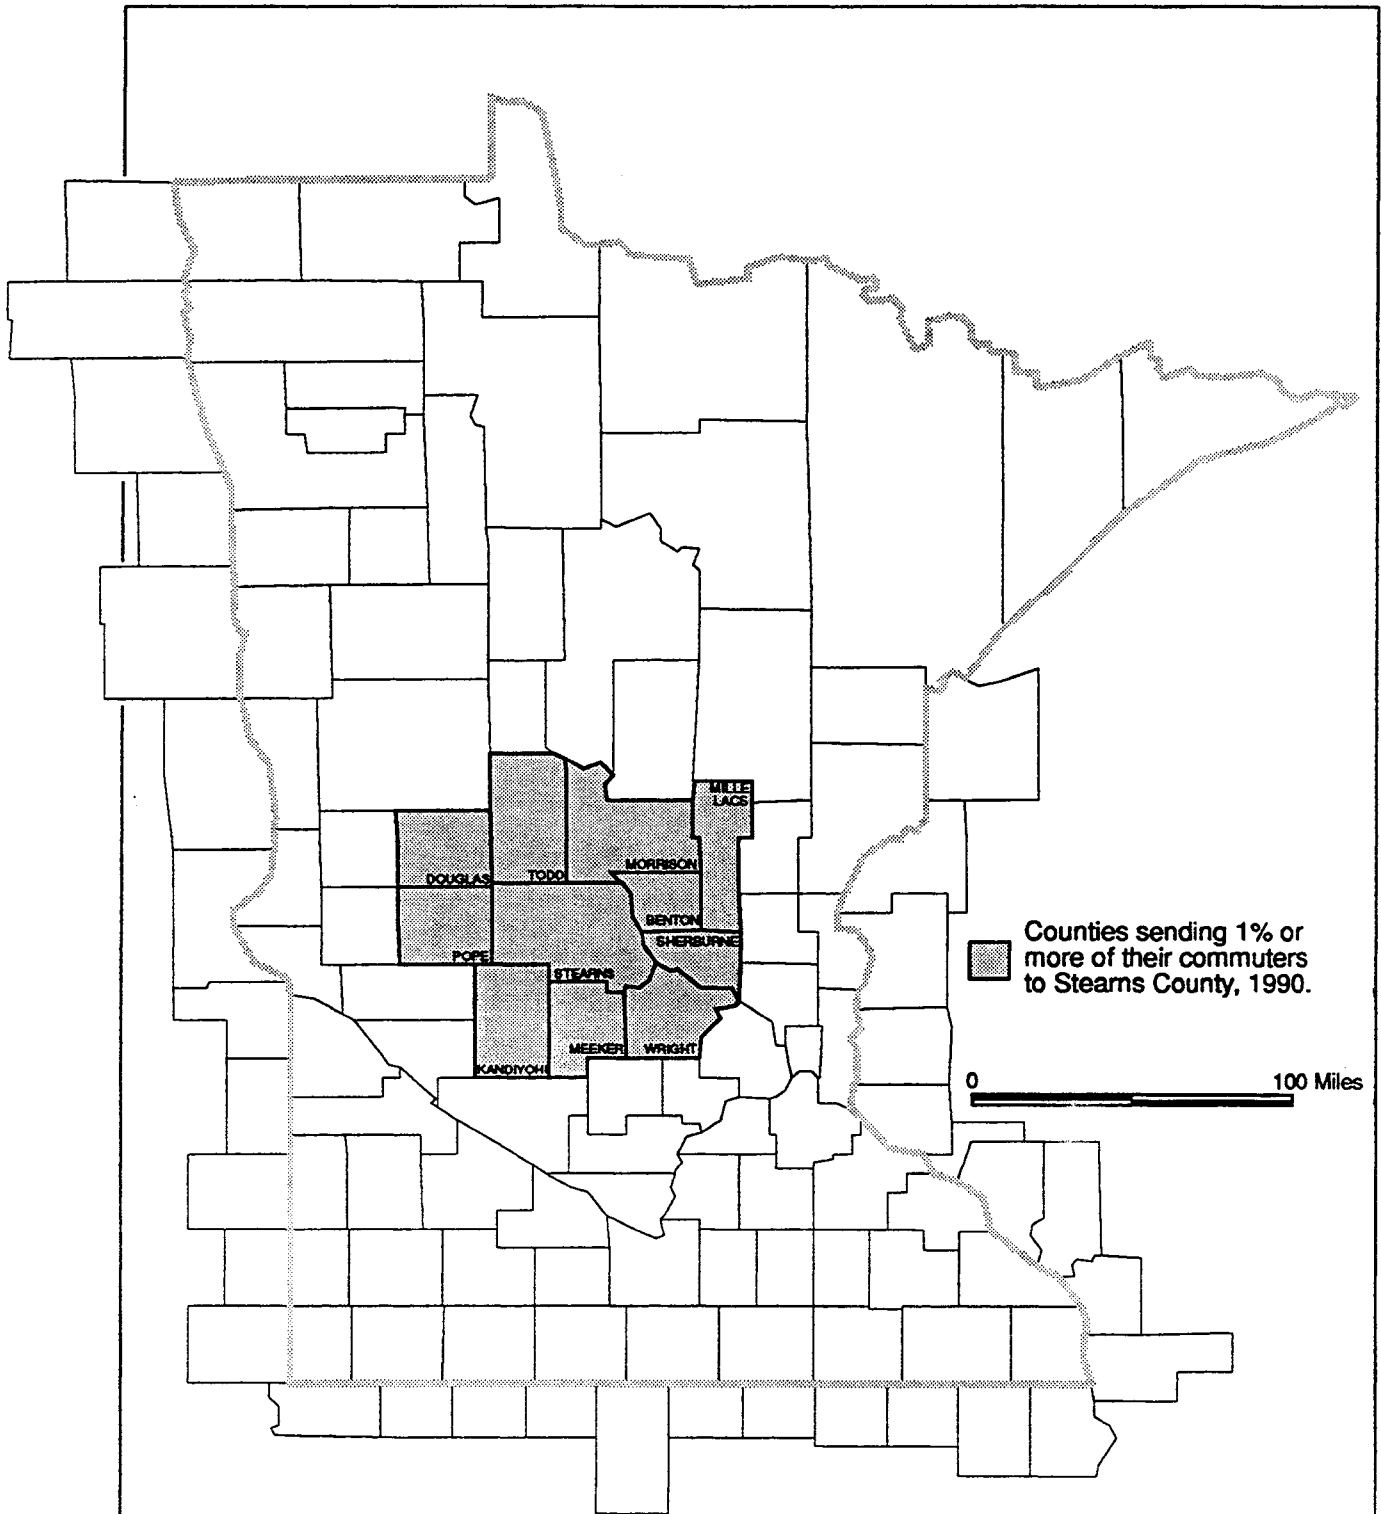 MILLE
LACS
MORRISON
DOUGLAS
TODD
BENTON
SHERBURNE
POPE
STEARNS
MEEKER
WRIGHT
KANDIYOHI
Counties sending 1% or
more of their commuters
to Stearns County, 1990.
0 100 Miles